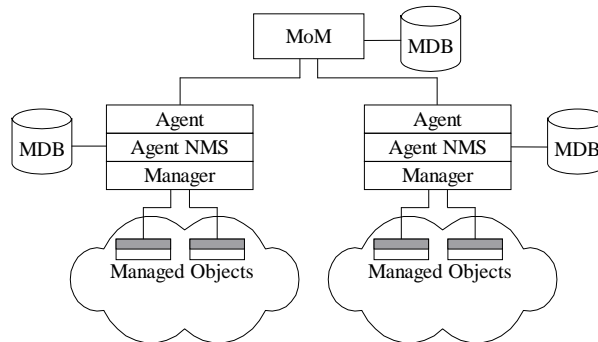 MoM
MDB
Agent
Agent NMS
Manager
MDB
Agent
Agent NMS
Manager
MDB
Managed Objects
Managed Objects